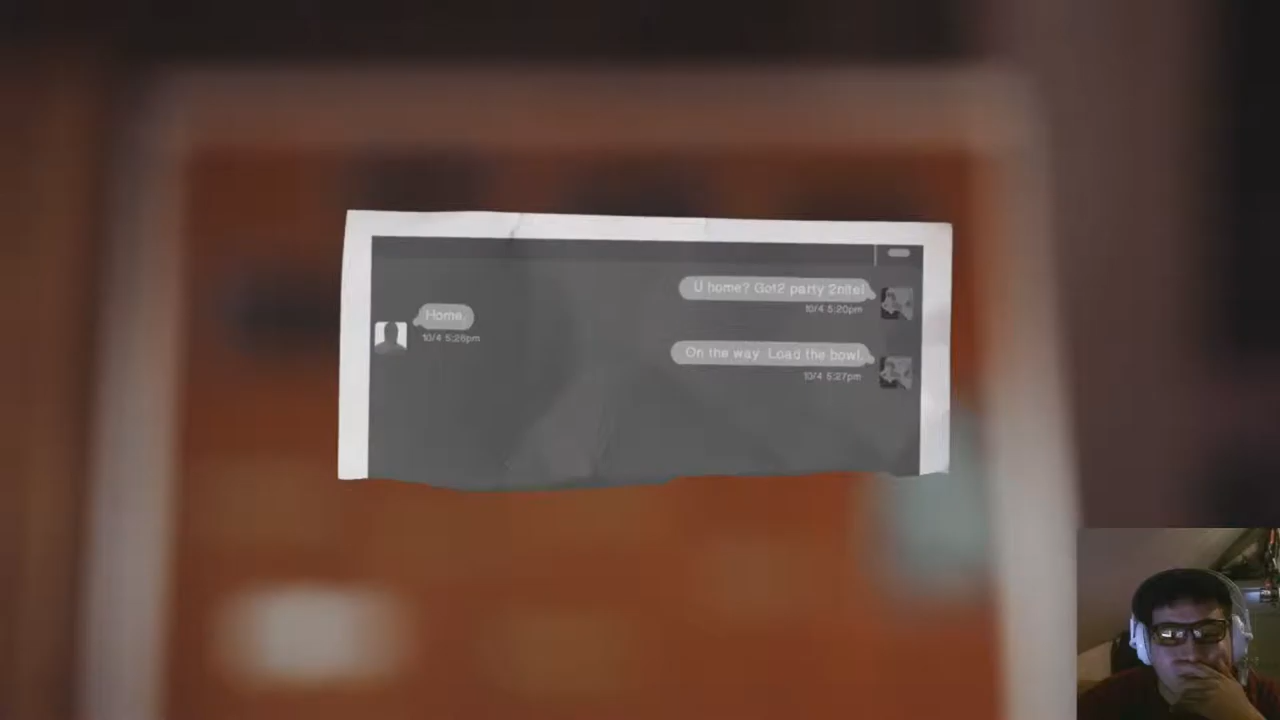 U home? Got2 party 2nite!
10/4 5:20pm
Home.
10/4 5:26pm
On the way. Load the bowl.
10/4 5:27pm